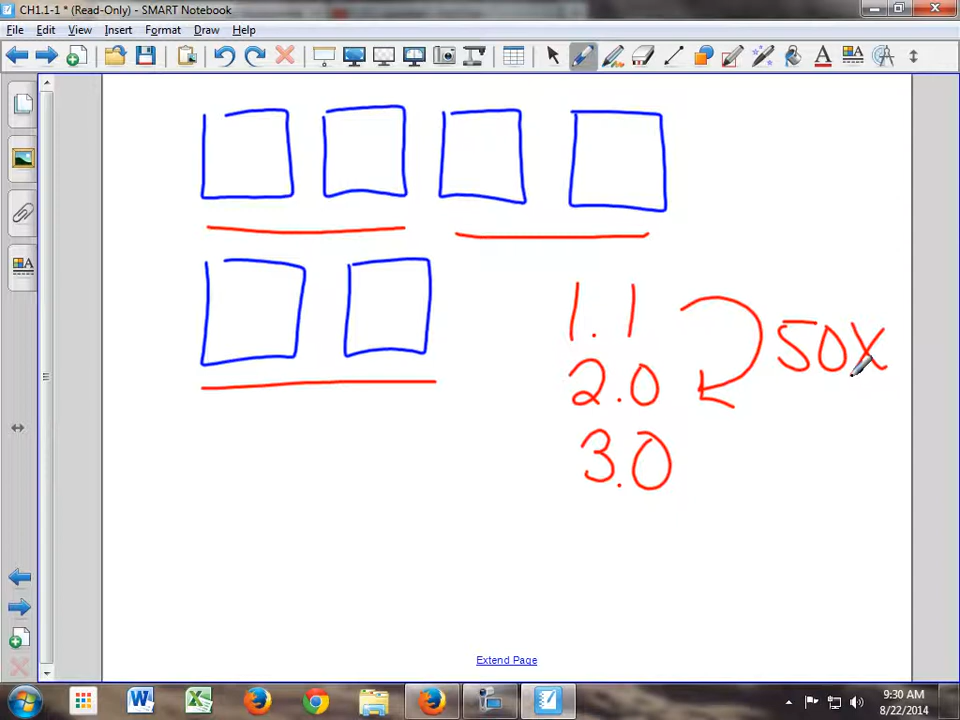 CH1.1-1 * (Read-Only) - SMART Notebook
File Edit View Insert Format Draw Help
1.1
50X
2.0
3.0
Extend Page
9:30 AM
8/22/2014